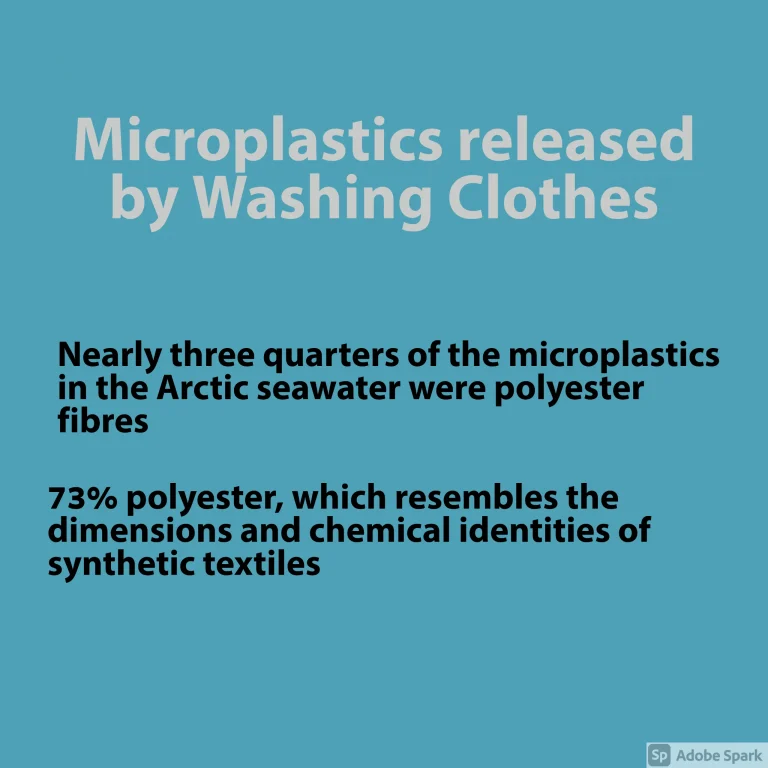 Microplastics released
by Washing Clothes
Nearly three quarters of the microplastics
in the Arctic seawater were polyester
fibres
73% polyester, which resembles the
dimensions and chemical identities of
synthetic textiles
Sp Adobe Spark